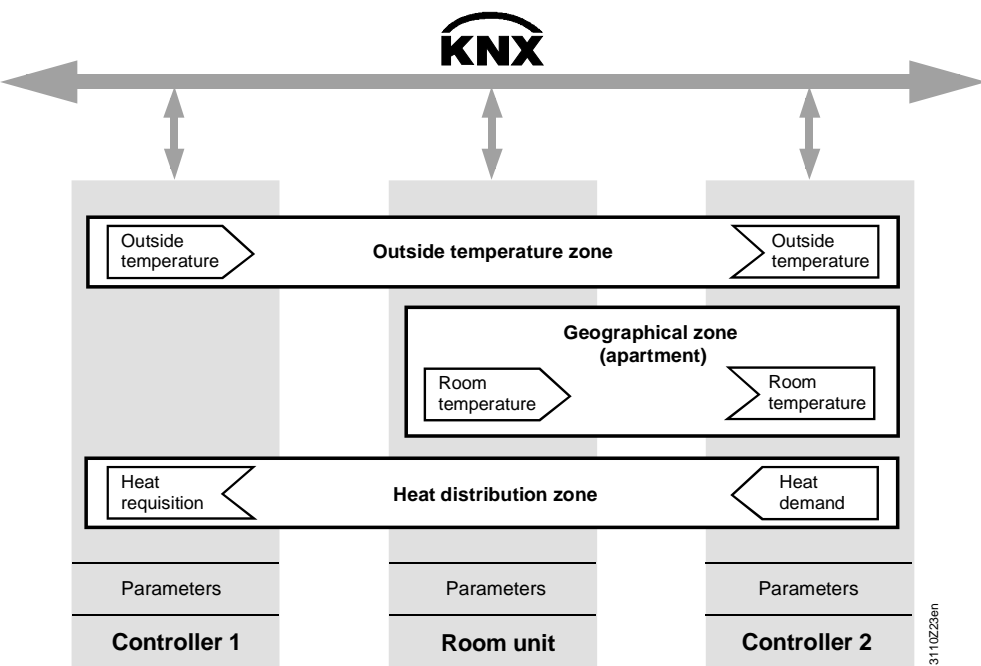 KNX
Outside
temperature
Outside temperature zone
Outside
temperature
Geographical zone
(apartment)
Room
temperature
Room
temperature
Heat
requisition
Heat distribution zone
Heat
demand
Parameters
Parameters
Parameters
Controller 1
Room unit
Controller 2
3110Z23en